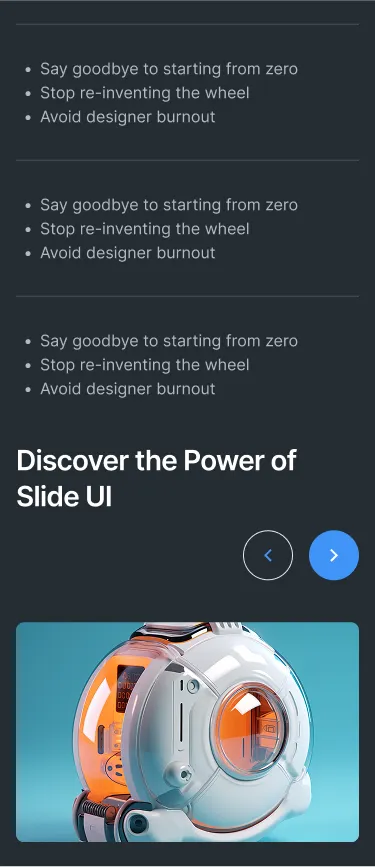 Say goodbye to starting from zero
Stop re-inventing the wheel
Avoid designer burnout
Say goodbye to starting from zero
Stop re-inventing the wheel
Avoid designer burnout
Say goodbye to starting from zero
Stop re-inventing the wheel
Avoid designer burnout
Discover the Power of
Slide UI